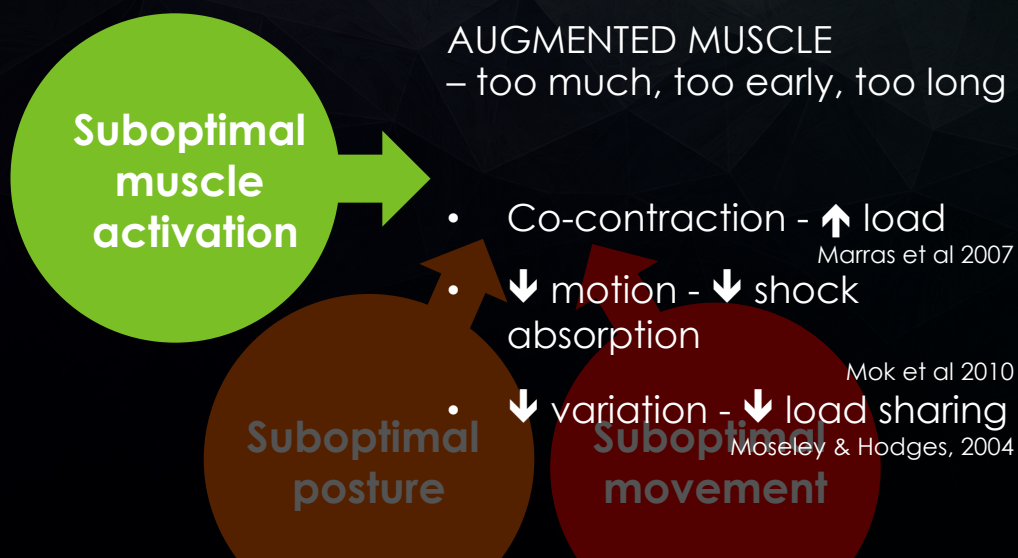 Suboptimal
muscle
activation
AUGMENTED MUSCLE
– too much, too early, too long
• Co-contraction - 🡹 load
Marras et al 2007
• 🡻 motion - 🡻 shock
absorption
Mok et al 2010
• 🡻 variation - 🡻 load sharing
Moseley & Hodges, 2004
Suboptimal
posture
Suboptimal
movement